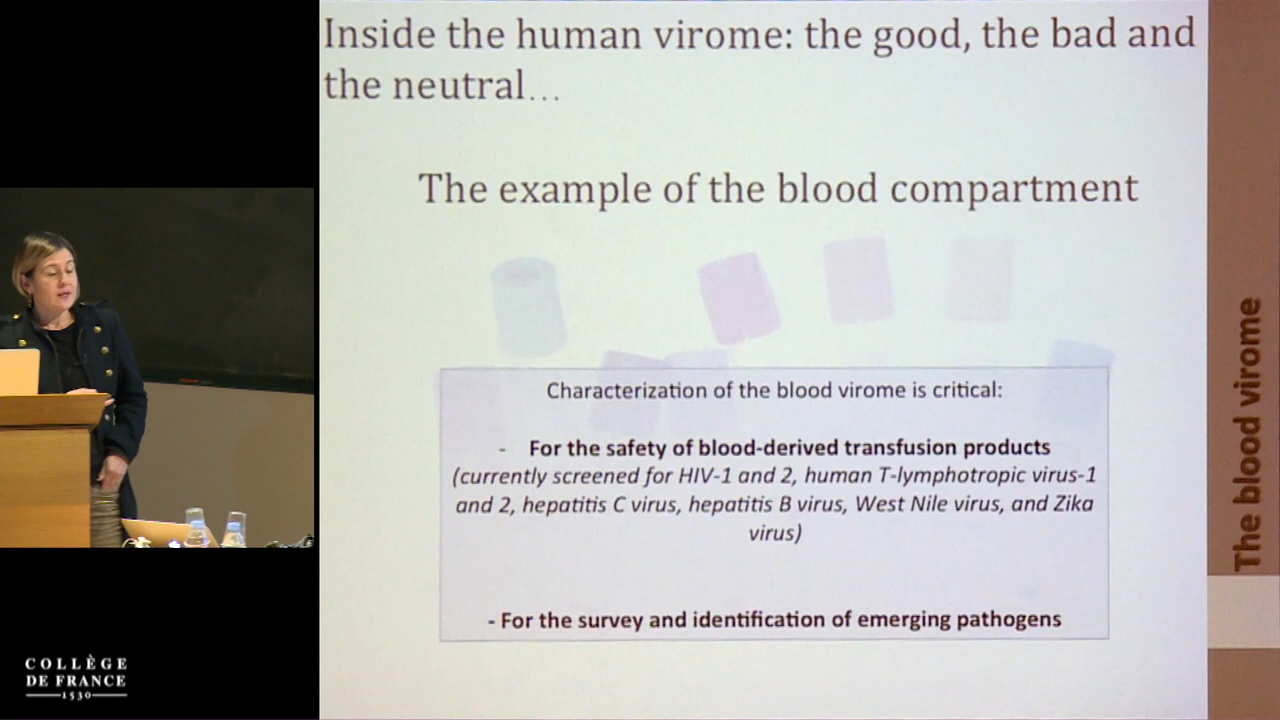 Inside the human virome: the good, the bad and
the neutral...
The example of the blood compartment
Characterization of the blood virome is critical:
- For the safety of blood-derived transfusion products
(currently screened for HIV-1 and 2, human T-lymphotropic virus-1
and 2, hepatitis C virus, hepatitis B virus, West Nile virus, and Zika
virus)
- For the survey and identification of emerging pathogens
The blood virome
COLLÈGE
DE FRANCE
1530